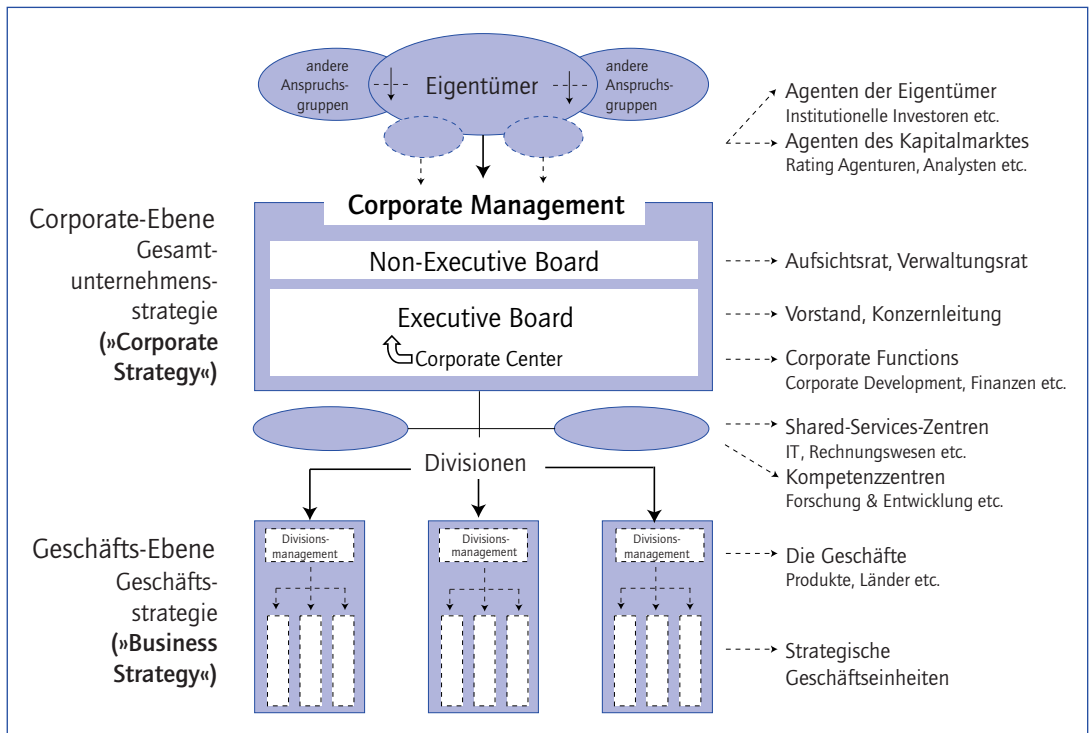 andere
Anspruchs-
gruppen
Eigentümer
andere
Anspruchs-
gruppen
Agenten der Eigentümer
Institutionelle Investoren etc.
Agenten des Kapitalmarktes
Rating Agenturen, Analysten etc.
Corporate Management
Corporate-Ebene
Gesamt-
unternehmens-
strategie
(»Corporate
Strategy«)
Non-Executive Board
Aufsichtsrat, Verwaltungsrat
Executive Board
Corporate Center
Vorstand, Konzernleitung
Corporate Functions
Corporate Development, Finanzen etc.
Shared-Services-Zentren
IT, Rechnungswesen etc.
Kompetenzzentren
Forschung & Entwicklung etc.
Divisionen
Geschäfts-Ebene
Geschäfts-
strategie
(»Business
Strategy«)
Divisions-
management
Divisions-
management
Divisions-
management
Die Geschäfte
Produkte, Länder etc.
Strategische
Geschäftseinheiten